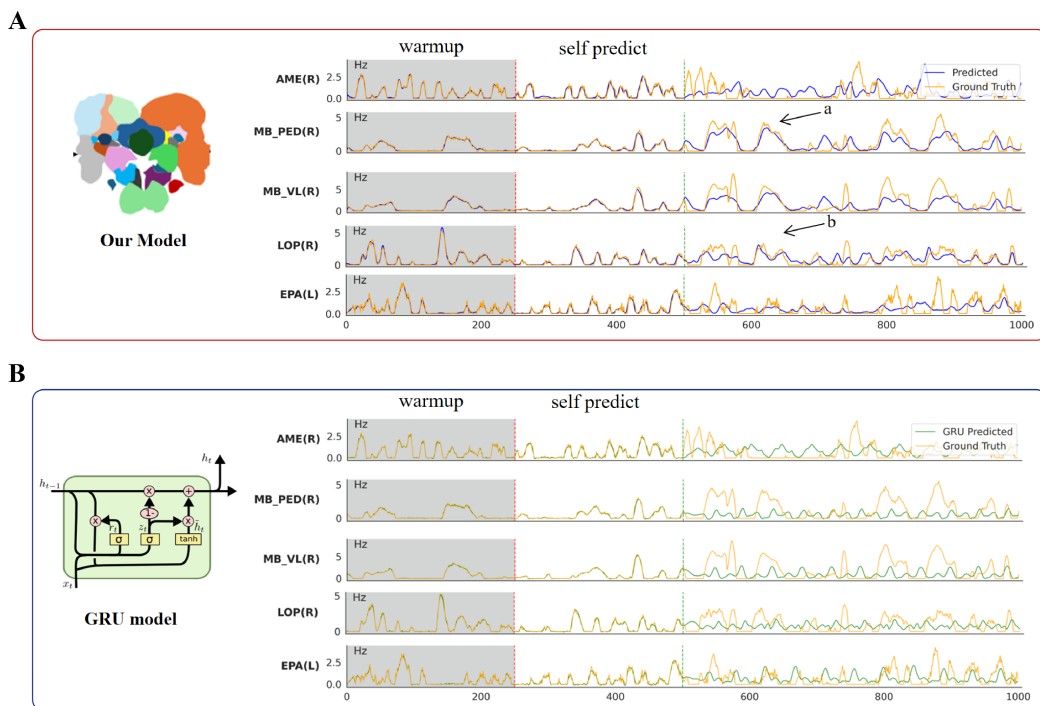 A
warmup
self predict
Hz
AME(R)
2.5
0.0
Predicted
Ground Truth
Hz
MB_PED(R)
5
0
a
Hz
MB_VL(R)
5
0
Our Model
Hz
LOP(R)
5
0
b
Hz
EPA(L)
2.5
0.0
0 200 400 600 800 1000
B
warmup
self predict
Hz
AME(R)
2.5
0.0
GRU Predicted
Ground Truth
Hz
MB_PED(R)
5
0
Hz
MB_VL(R)
5
0
Hz
LOP(R)
5
0
Hz
EPA(L)
2.5
0.0
0 200 400 600 800 1000
h_t
h_{t-1}
x +
1-
x r_t z_t x h̃_t
σ σ tanh
x_t
GRU model